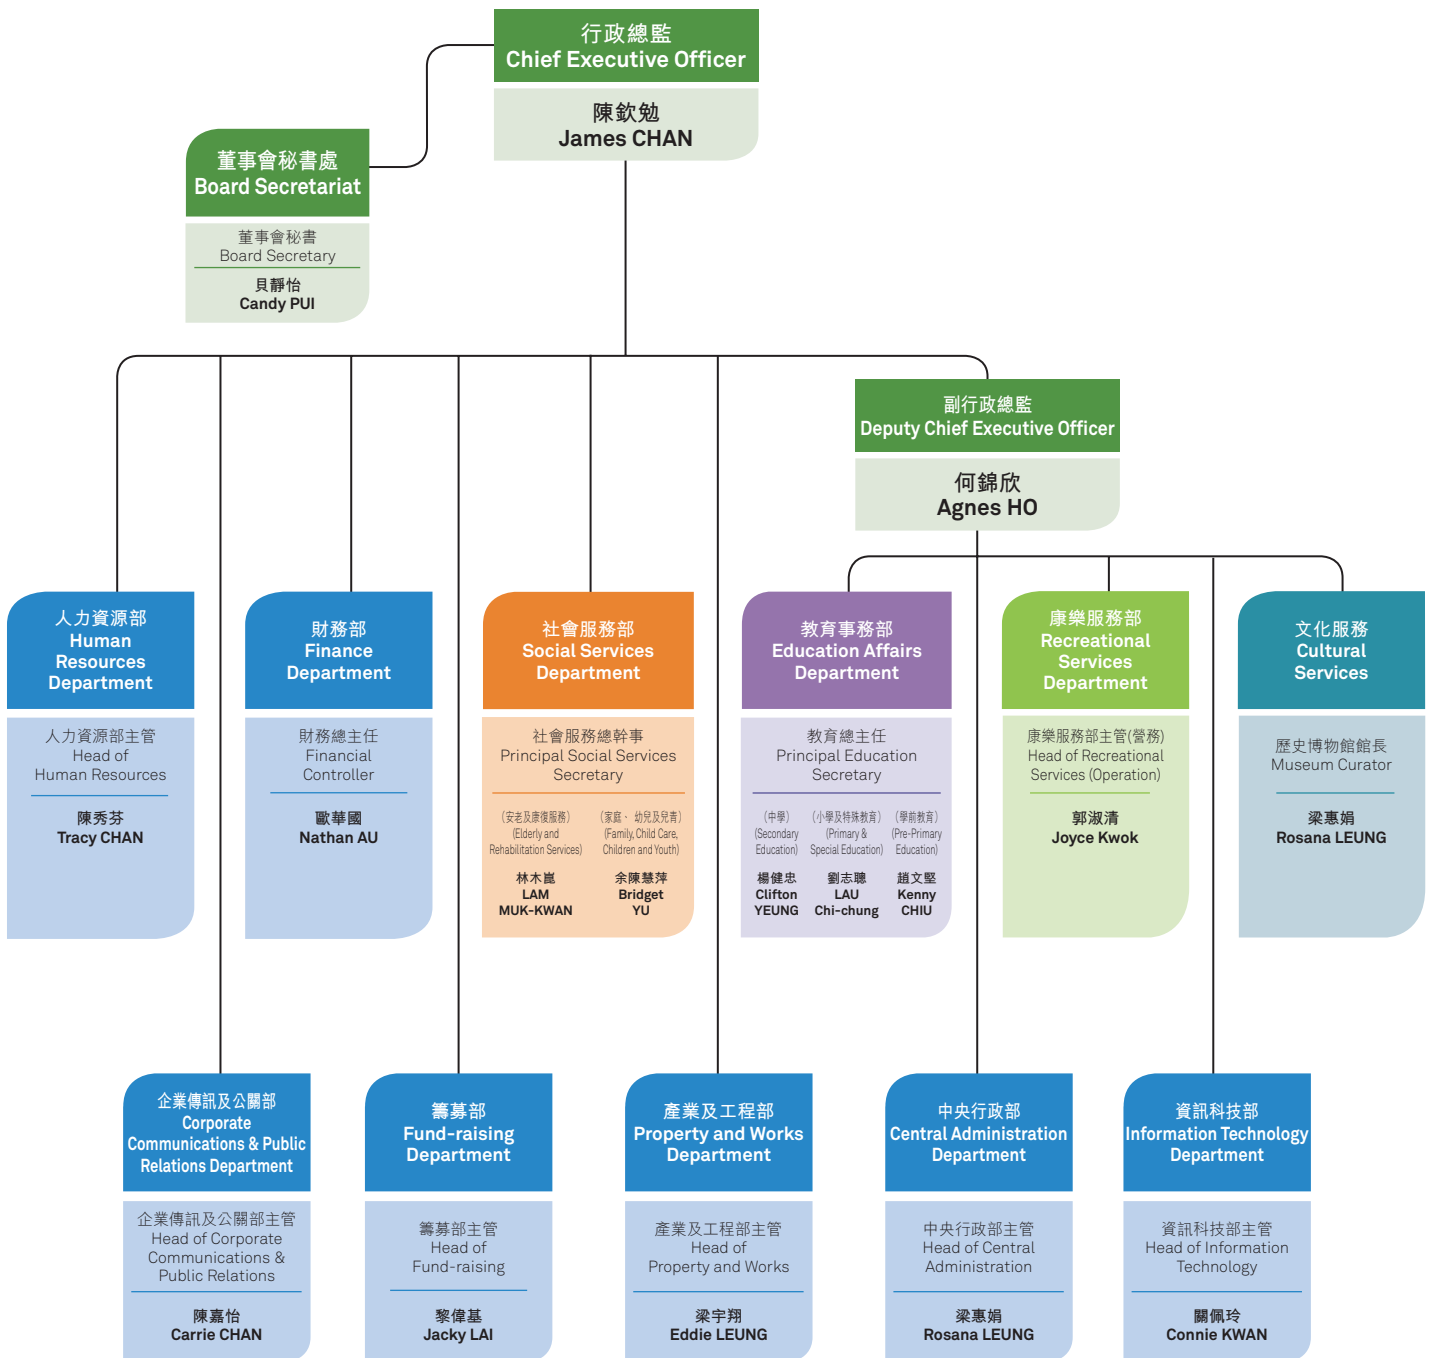 行政總監
Chief Executive Officer
陳欽勉
James CHAN
董事會秘書處
Board Secretariat
董事會秘書
Board Secretary
貝靜怡
Candy PUI
副行政總監
Deputy Chief Executive Officer
何錦欣
Agnes HO
人力資源部
Human
Resources
Department
人力資源部主管
Head of
Human Resources
陳秀芬
Tracy CHAN
財務部
Finance
Department
財務總主任
Financial
Controller
歐華國
Nathan AU
社會服務部
Social Services
Department
社會服務總幹事
Principal Social Services
Secretary
（安老及康復服務）
(Elderly and
Rehabilitation Services)
林木崑
LAM
MUK-KWAN
（家庭、幼兒及兒青）
(Family, Child Care,
Children and Youth)
余陳慧萍
Bridget
YU
教育事務部
Education Affairs
Department
教育總主任
Principal Education
Secretary
（中學）
(Secondary
Education)
楊健忠
Clifton
YEUNG
（小學及特殊教育）
(Primary &
Special Education)
劉志聰
LAU
Chi-chung
（學前教育）
(Pre-Primary
Education)
趙文堅
Kenny
CHIU
康樂服務部
Recreational
Services
Department
康樂服務部主管(營務)
Head of Recreational
Services (Operation)
郭淑清
Joyce Kwok
文化服務
Cultural
Services
歷史博物館館長
Museum Curator
梁惠娟
Rosana LEUNG
企業傳訊及公關部
Corporate
Communications & Public
Relations Department
企業傳訊及公關部主管
Head of Corporate
Communications &
Public Relations
陳嘉怡
Carrie CHAN
籌募部
Fund-raising
Department
籌募部主管
Head of
Fund-raising
黎偉基
Jacky LAI
產業及工程部
Property and Works
Department
產業及工程部主管
Head of
Property and Works
梁宇翔
Eddie LEUNG
中央行政部
Central Administration
Department
中央行政部主管
Head of Central
Administration
梁惠娟
Rosana LEUNG
資訊科技部
Information Technology
Department
資訊科技部主管
Head of Information
Technology
關佩玲
Connie KWAN